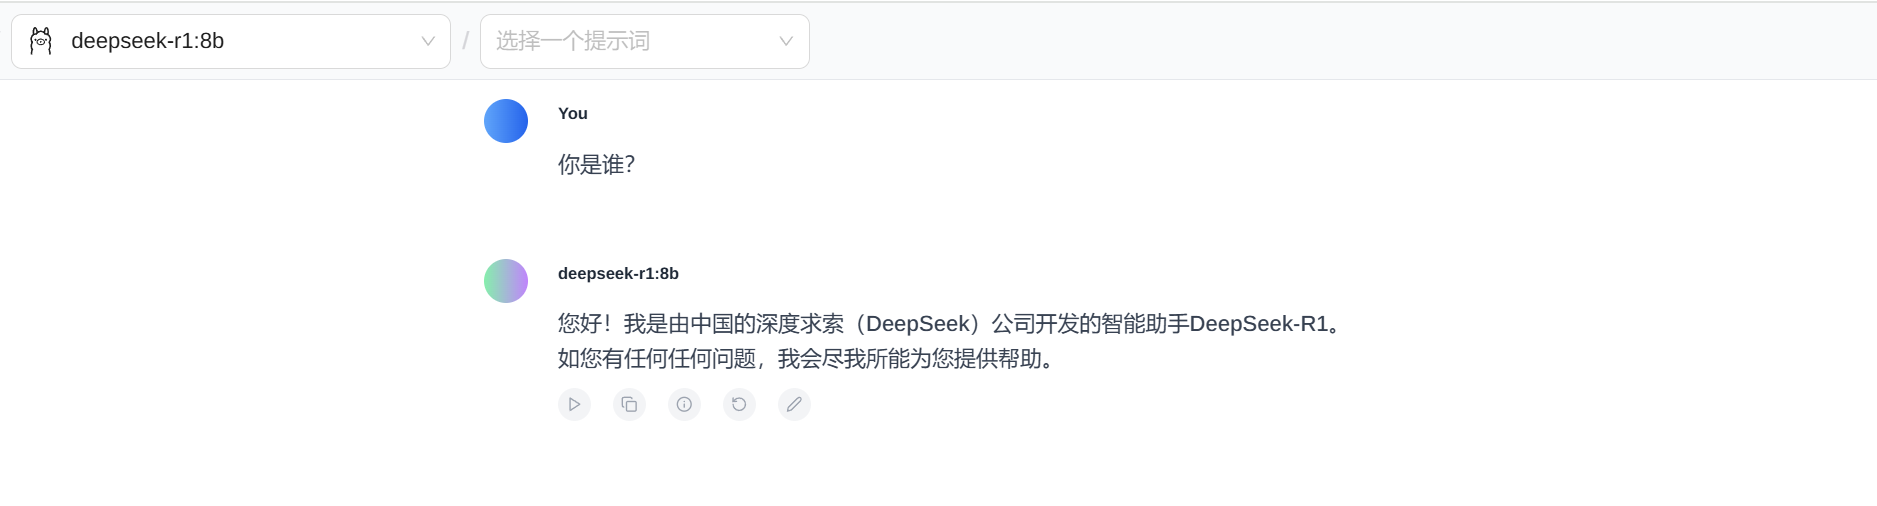 deepseek-r1:8b / 选择一个提示词
You
你是谁？
deepseek-r1:8b
您好！我是由中国的深度求索（DeepSeek）公司开发的智能助手DeepSeek-R1。
如您有任何任何问题，我会尽我所能为您提供帮助。